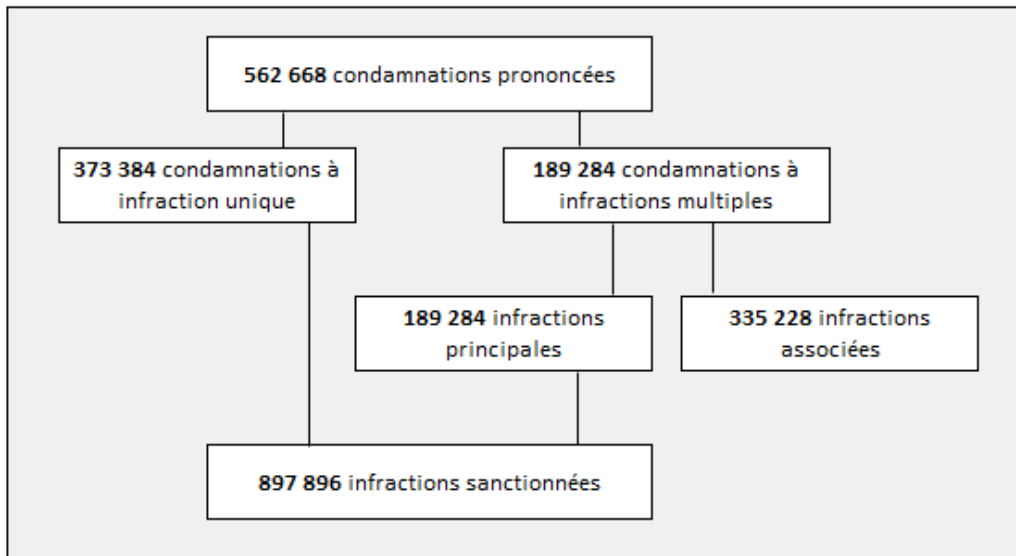 562 668 condamnations prononcées
373 384 condamnations à
infraction unique
189 284 condamnations à
infractions multiples
189 284 infractions
principales
335 228 infractions
associées
897 896 infractions sanctionnées